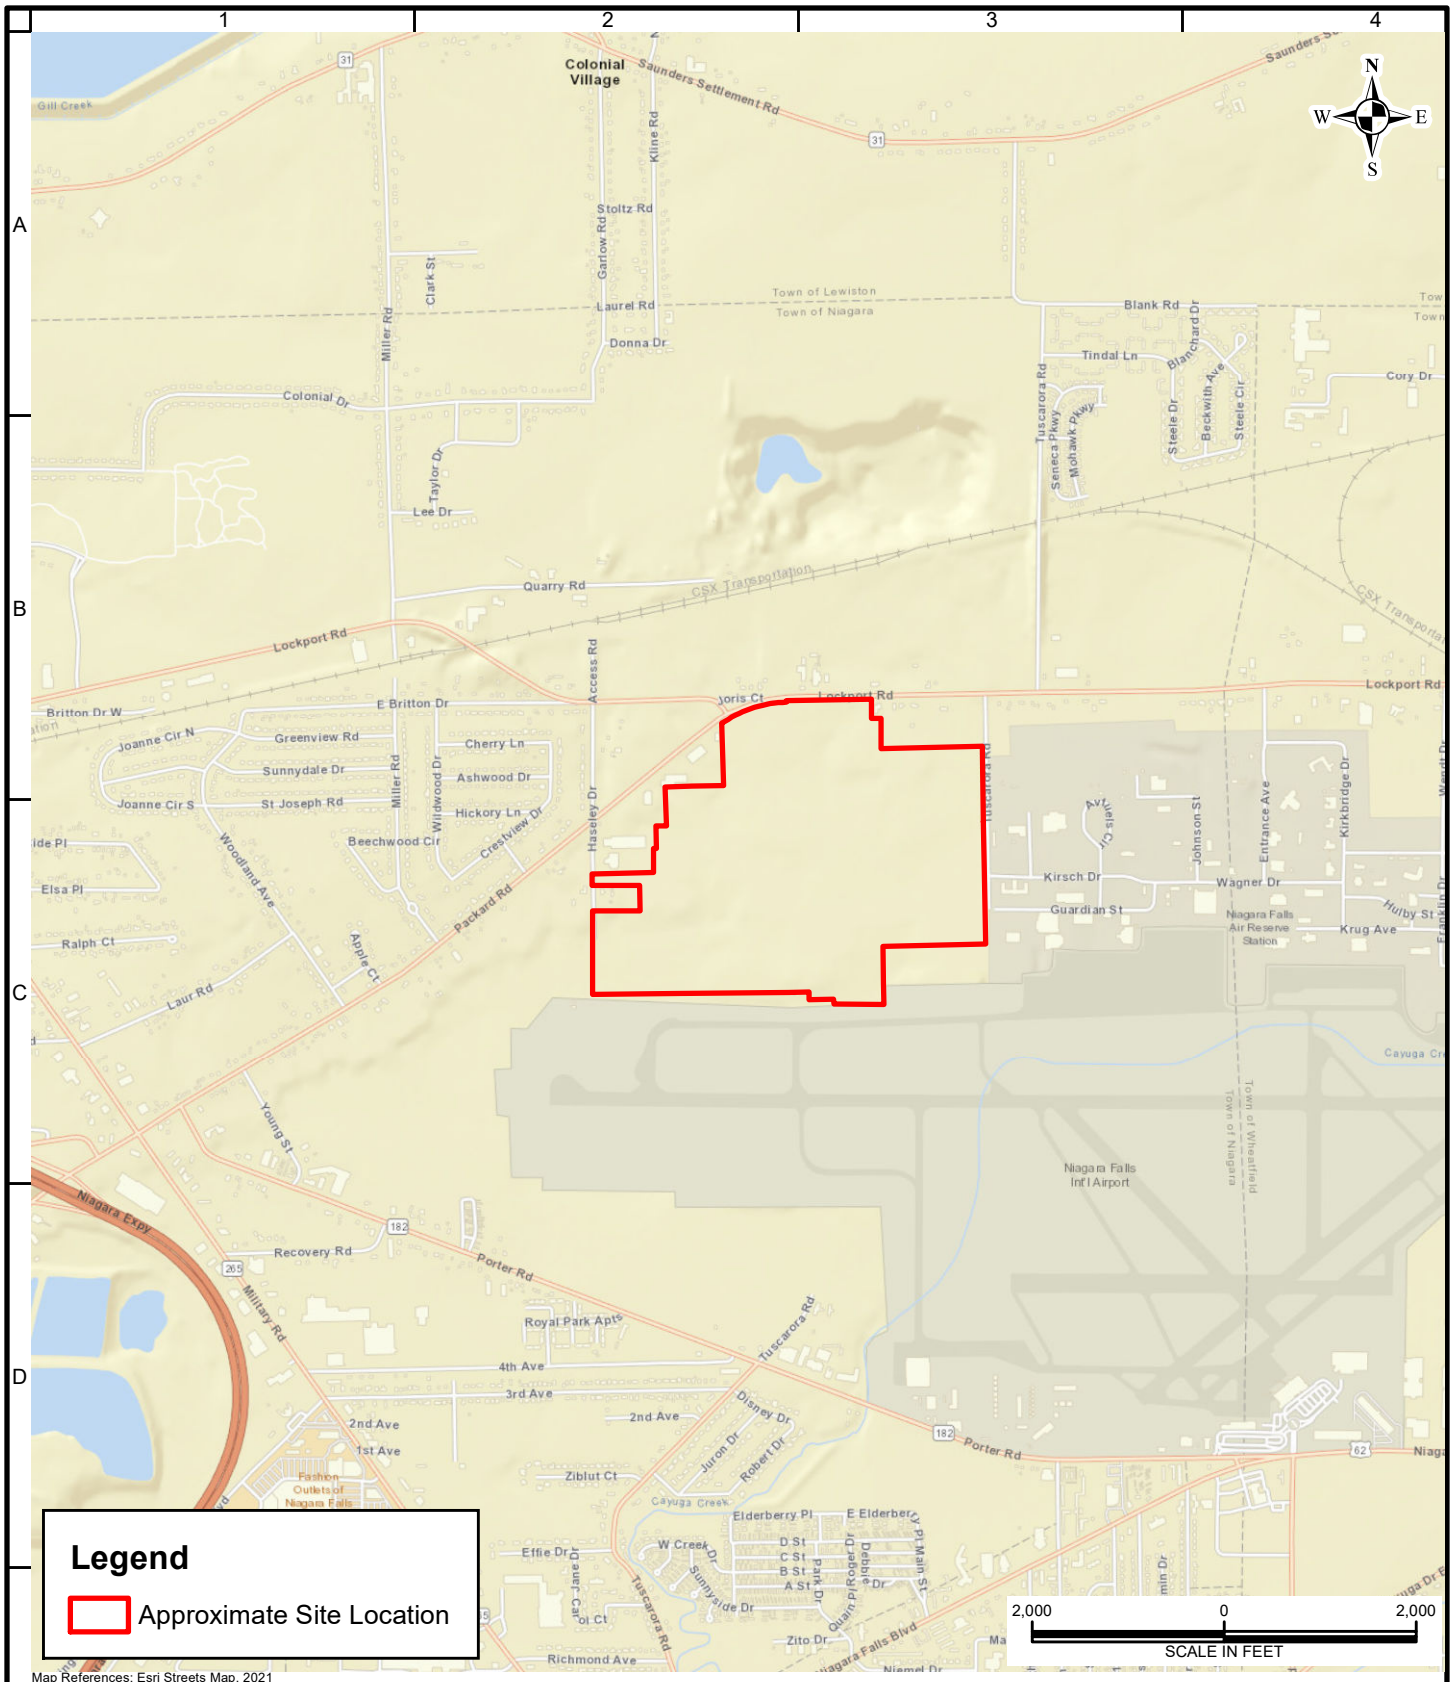 1
2
3
4
A
B
C
D
N
W
E
S
Colonial
Village
Saunders Settlement Rd
31
31
Gill Creek
Kline Rd
Stoltz Rd
Garlow Rd
Clark St
Laurel Rd
Town of Lewiston
Town of Niagara
Donna Dr
Miller Rd
Blank Rd
Blanchard Dr
Tindal Ln
Beckwith Ave
Steele Cir
Steele Dr
Cory Dr
Tuscarora Rd
Seneca Pkwy
Mohawk Pkwy
Colonial Dr
Taylor Dr
Lee Dr
Quarry Rd
CSX Transportation
Lockport Rd
Access Rd
Joris Ct
Lockport Rd
Lockport Rd
Britton Dr W
E Britton Dr
Joanne Cir N
Greenview Rd
Cherry Ln
Sunnydale Dr
Ashwood Dr
Miller Rd
Wildwood Dr
Joanne Cir S
St Joseph Rd
Hickory Ln
Crestview Dr
Haseley Dr
Tuscarora Rd
Beechwood Cir
Woodland Ave
Elsa Pl
Packard Rd
Ralph Ct
Apple Ct
Laur Rd
Kirsch Dr
Guardian St
Johnson St
Entrance Ave
Kirkbridge Dr
Wendt Dr
Wagner Dr
Hulby St
Krug Ave
Franklin Dr
Niagara Falls
Air Reserve
Station
Young St
Town of Niagara
Town of Wheatfield
Niagara Falls
Int'l Airport
Niagara Expy
182
Recovery Rd
265
Porter Rd
Military Rd
Royal Park Apts
Tuscarora Rd
4th Ave
3rd Ave
2nd Ave
1st Ave
2nd Ave
Disney Dr
Juron Dr
Robert Dr
182
Porter Rd
62
Ziblut Ct
Fashion
Outlets of
Niagara Falls
Cayuga Creek
Elderberry Pl
W Creek Dr
D St
C St
B St
A St
Park Dr
Roger Dr
Debbie
Dr
Main St
Sunnyside Dr
Effie Dr
Tuscarora Rd
Zito Dr
Niagara Falls Blvd
Niemel Dr
Richmond Ave
Legend
Approximate Site Location
2,000
0
2,000
SCALE IN FEET
Map References: Esri Streets Map, 2021